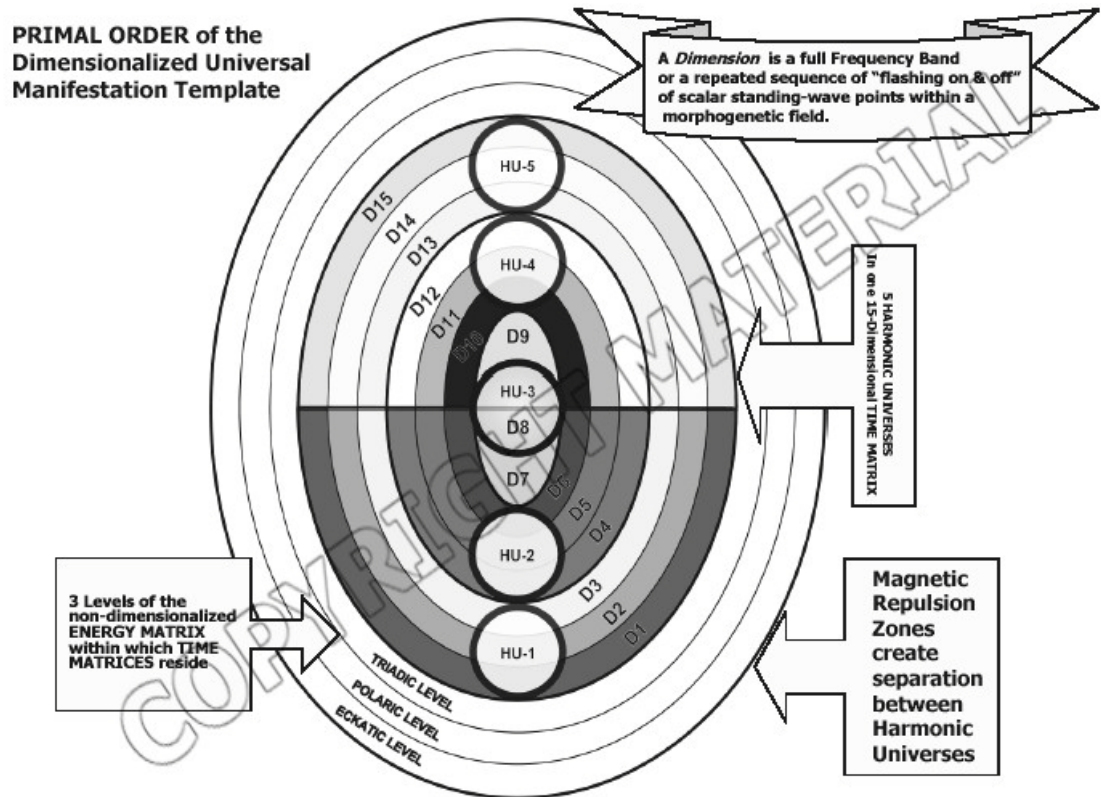 PRIMAL ORDER of the
Dimensionalized Universal
Manifestation Template
A Dimension is a full Frequency Band
or a repeated sequence of “flashing on & off”
of scalar standing-wave points within a
morphogenetic field.
HU-5
D15
D14
D13
HU-4
D12
D11
D10
D9
HU-3
D8
D7
D6
D5
D4
HU-2
D3
D2
D1
HU-1
5 HARMONIC UNIVERSES
In one 15-Dimensional TIME MATRIX
3 Levels of the
non-dimensionalized
ENERGY MATRIX
within which TIME
MATRICES reside
TRIADIC LEVEL
POLARIC LEVEL
ECKATIC LEVEL
Magnetic
Repulsion
Zones
create
separation
between
Harmonic
Universes
COPYRIGHT MATERIAL